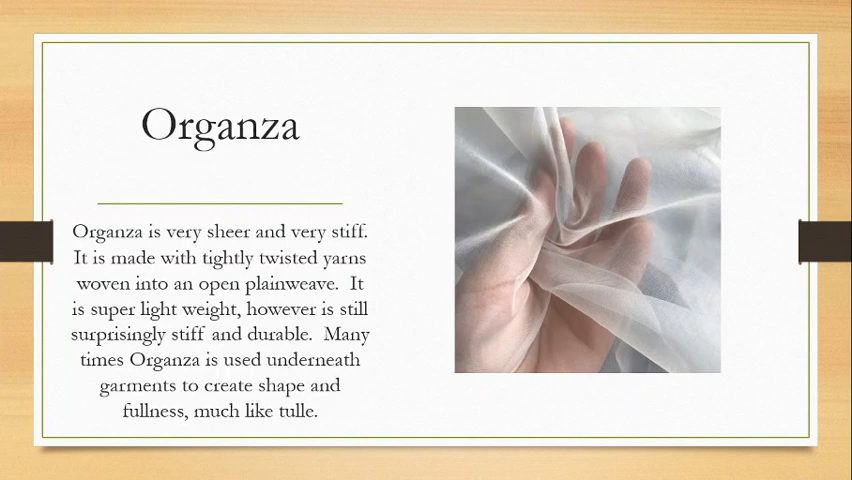 Organza
Organza is very sheer and very stiff.
It is made with tightly twisted yarns
woven into an open plainweave.  It
is super light weight, however is still
surprisingly stiff and durable.  Many
times Organza is used underneath
garments to create shape and
fullness, much like tulle.